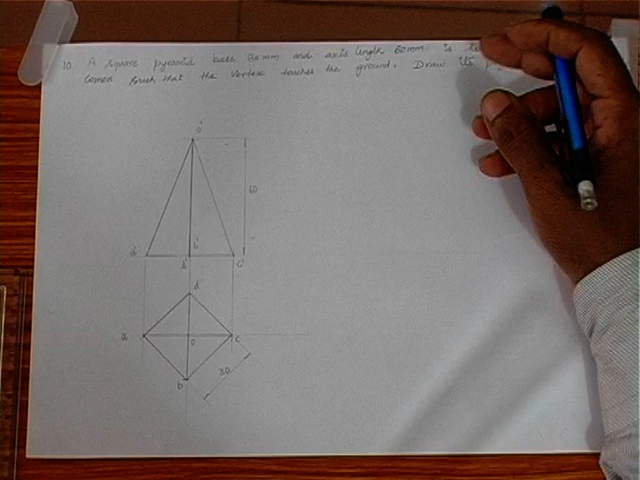 10. A Square pyramid base 30mm and axis length 60mm is
corner such that the vertex touches the ground. Draw its
o'
60
a' b' c'
d'
d
a o c
b
30